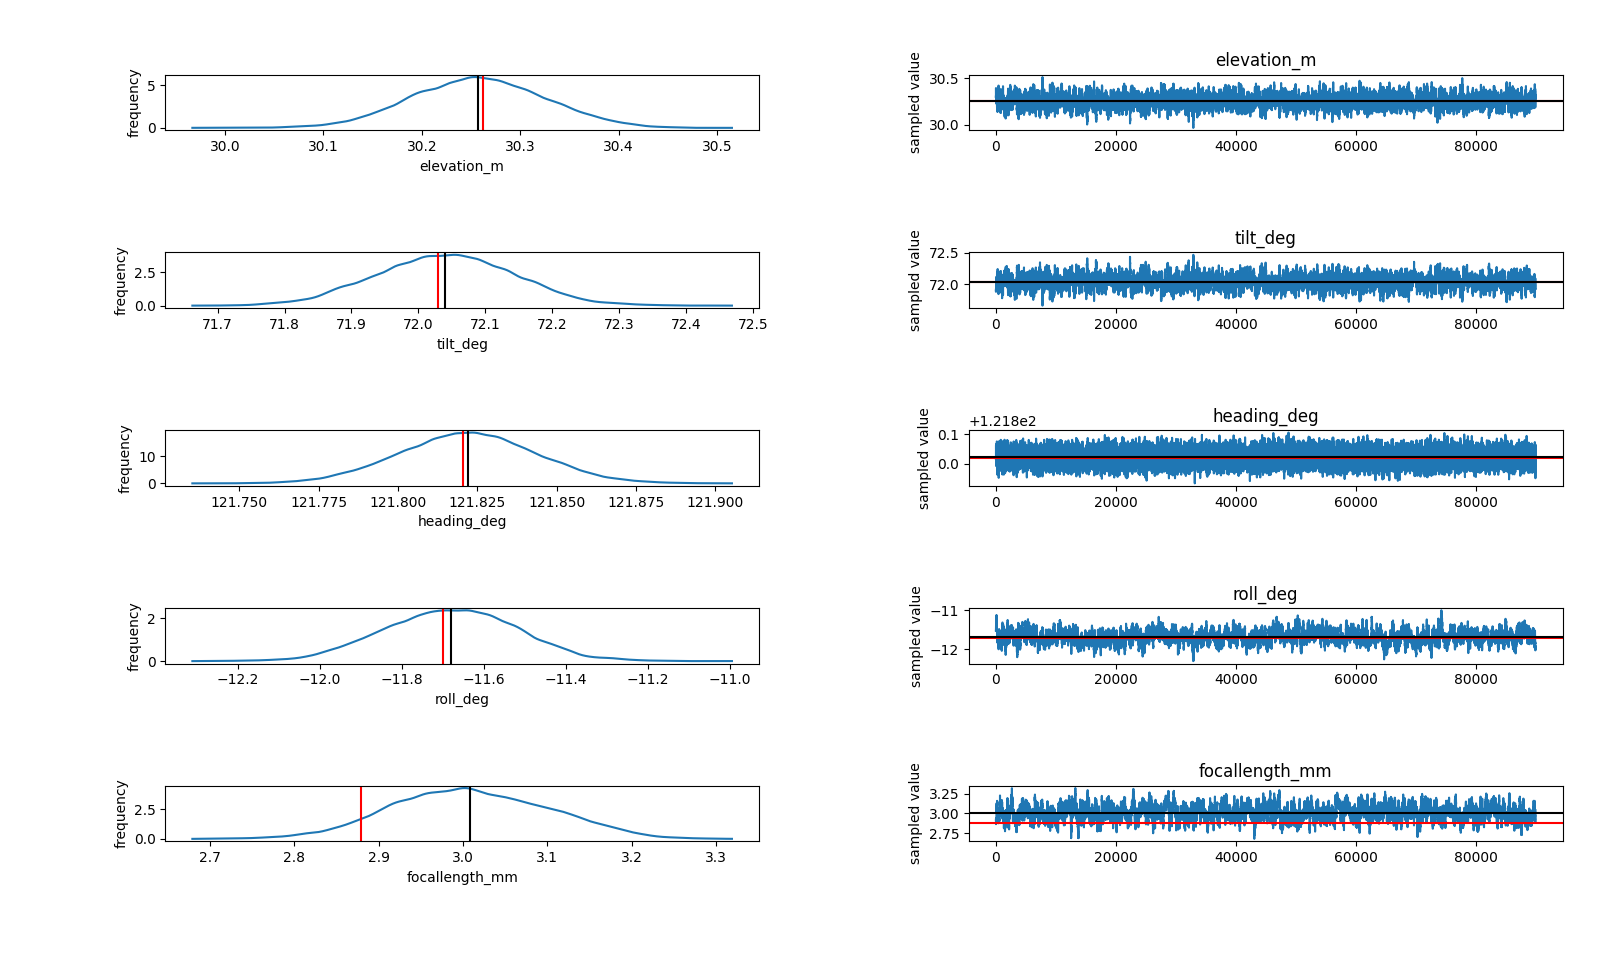 elevation_m
frequency
5
0
30.0 30.1 30.2 30.3 30.4 30.5
elevation_m
sampled value
30.5
30.0
0 20000 40000 60000 80000
tilt_deg
frequency
2.5
0.0
71.7 71.8 71.9 72.0 72.1 72.2 72.3 72.4 72.5
tilt_deg
sampled value
72.5
72.0
0 20000 40000 60000 80000
heading_deg
+1.218e2
frequency
10
0
121.750 121.775 121.800 121.825 121.850 121.875 121.900
heading_deg
sampled value
0.1
0.0
0 20000 40000 60000 80000
roll_deg
frequency
2
0
−12.2 −12.0 −11.8 −11.6 −11.4 −11.2 −11.0
roll_deg
sampled value
−11
−12
0 20000 40000 60000 80000
focallength_mm
frequency
2.5
0.0
2.7 2.8 2.9 3.0 3.1 3.2 3.3
focallength_mm
sampled value
3.25
3.00
2.75
0 20000 40000 60000 80000